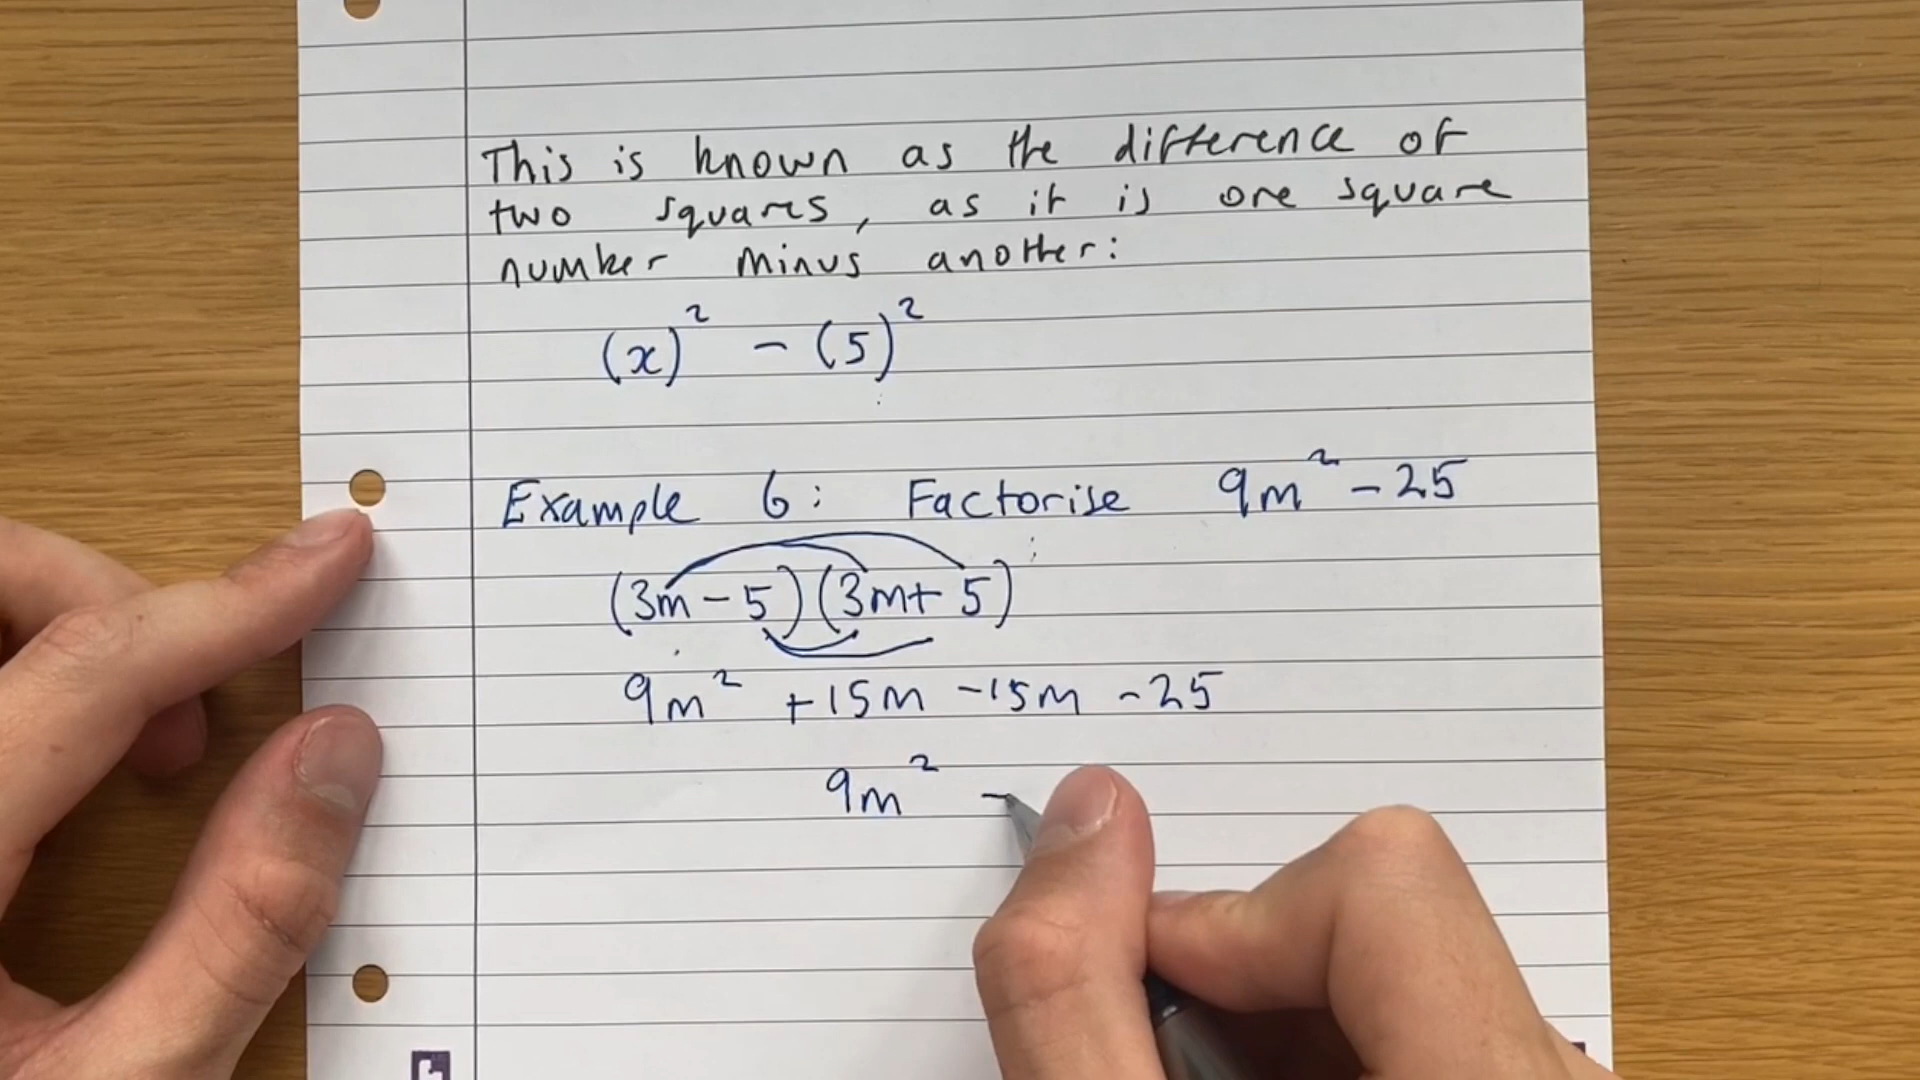 This is known as the difference of
two squares, as it is one square
number minus another:
(x)² - (5)²
Example 6: Factorise 9m² - 25
(3m - 5)(3m + 5)
9m² + 15m - 15m - 25
9m² -